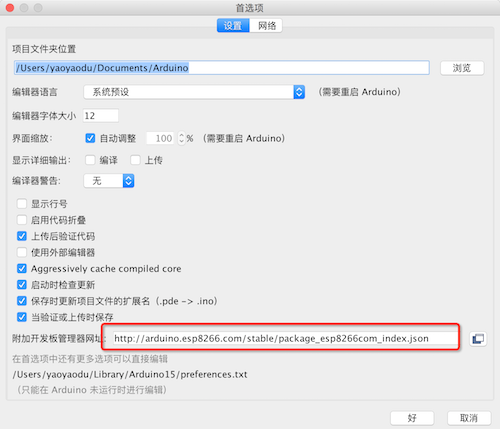 首选项
设置 网络
项目文件夹位置
/Users/yaoyaodu/Documents/Arduino 浏览
编辑器语言 系统预设 (需要重启 Arduino)
编辑器字体大小 12
界面缩放: 自动调整 100 % (需要重启 Arduino)
显示详细输出: 编译 上传
编译器警告: 无
显示行号
启用代码折叠
上传后验证代码
使用外部编辑器
Aggressively cache compiled core
启动时检查更新
保存时更新项目文件的扩展名 (.pde -> .ino)
当验证或上传时保存
附加开发板管理器网址: http://arduino.esp8266.com/stable/package_esp8266com_index.json
在首选项中还有更多选项可以直接编辑
/Users/yaoyaodu/Library/Arduino15/preferences.txt
(只能在 Arduino 未运行时进行编辑)
好 取消